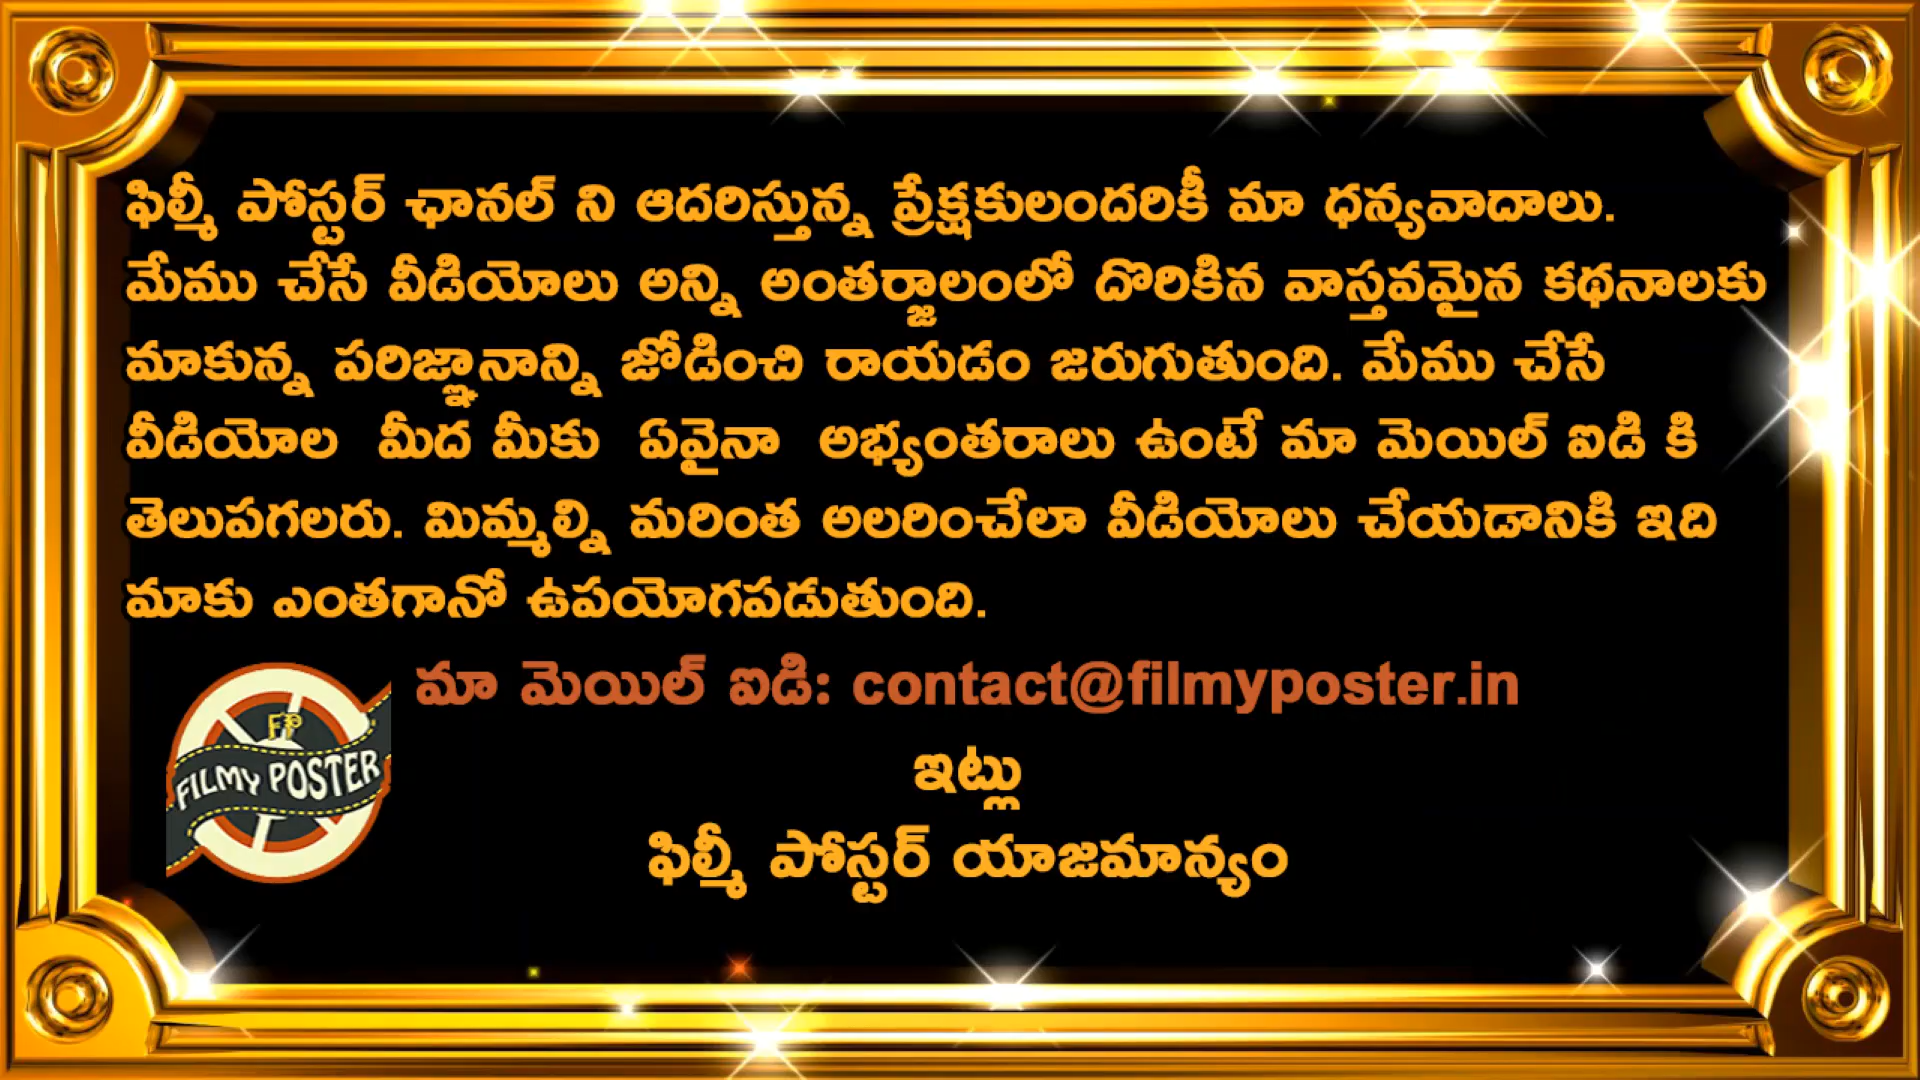 ఫిల్మీ పోస్టర్ ఛానల్ ని ఆదరిస్తున్న ప్రేక్షకులందరికీ మా ధన్యవాదాలు.
మేము చేసే వీడియోలు అన్ని అంతర్జాలంలో దొరికిన వాస్తవమైన కథనాలకు
మాకున్న పరిజ్ఞానాన్ని జోడించి రాయడం జరుగుతుంది. మేము చేసే
వీడియోల మీద మీకు ఏవైనా అభ్యంతరాలు ఉంటే మా మెయిల్ ఐడి కి
తెలుపగలరు. మిమ్మల్ని మరింత అలరించేలా వీడియోలు చేయడానికి ఇది
మాకు ఎంతగానో ఉపయోగపడుతుంది.
మా మెయిల్ ఐడి: contact@filmyposter.in
FP
FILMY POSTER
ఇట్లు
ఫిల్మీ పోస్టర్ యాజమాన్యం